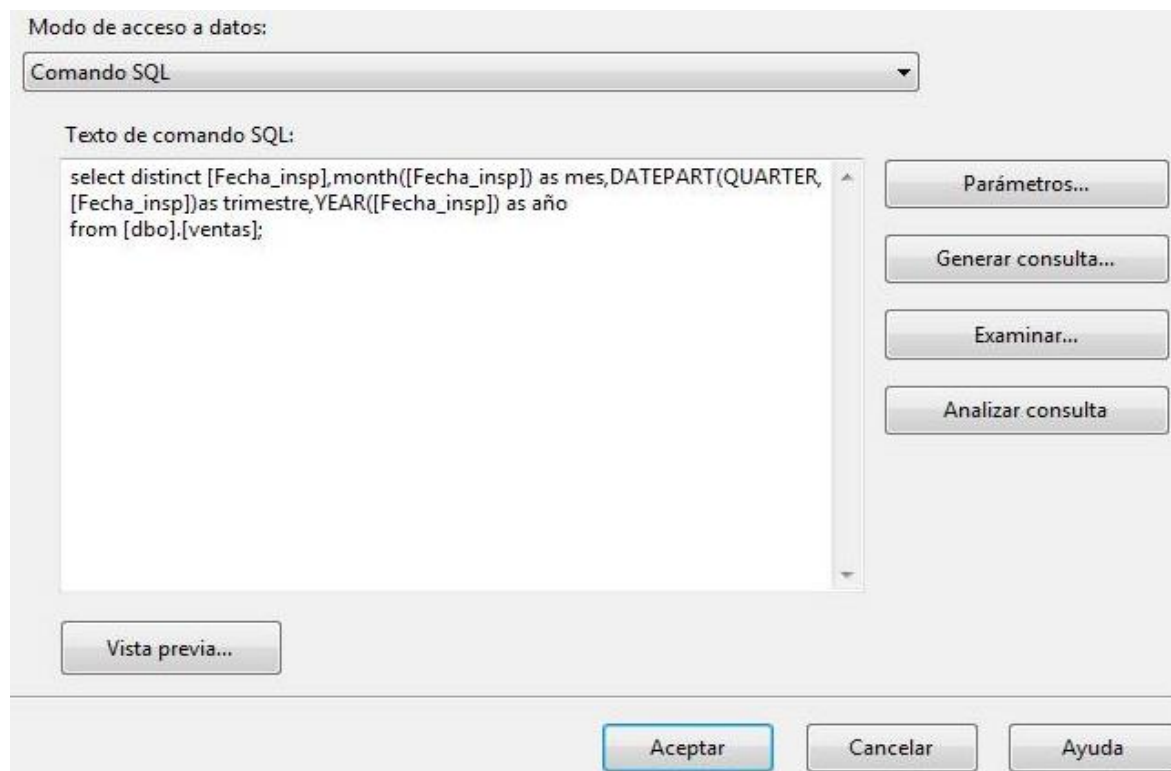 Modo de acceso a datos:
Comando SQL
Texto de comando SQL:
select distinct [Fecha_insp],month([Fecha_insp]) as mes,DATEPART(QUARTER,
[Fecha_insp])as trimestre,YEAR([Fecha_insp]) as año
from [dbo].[ventas];
Parámetros...
Generar consulta...
Examinar...
Analizar consulta
Vista previa...
Aceptar
Cancelar
Ayuda